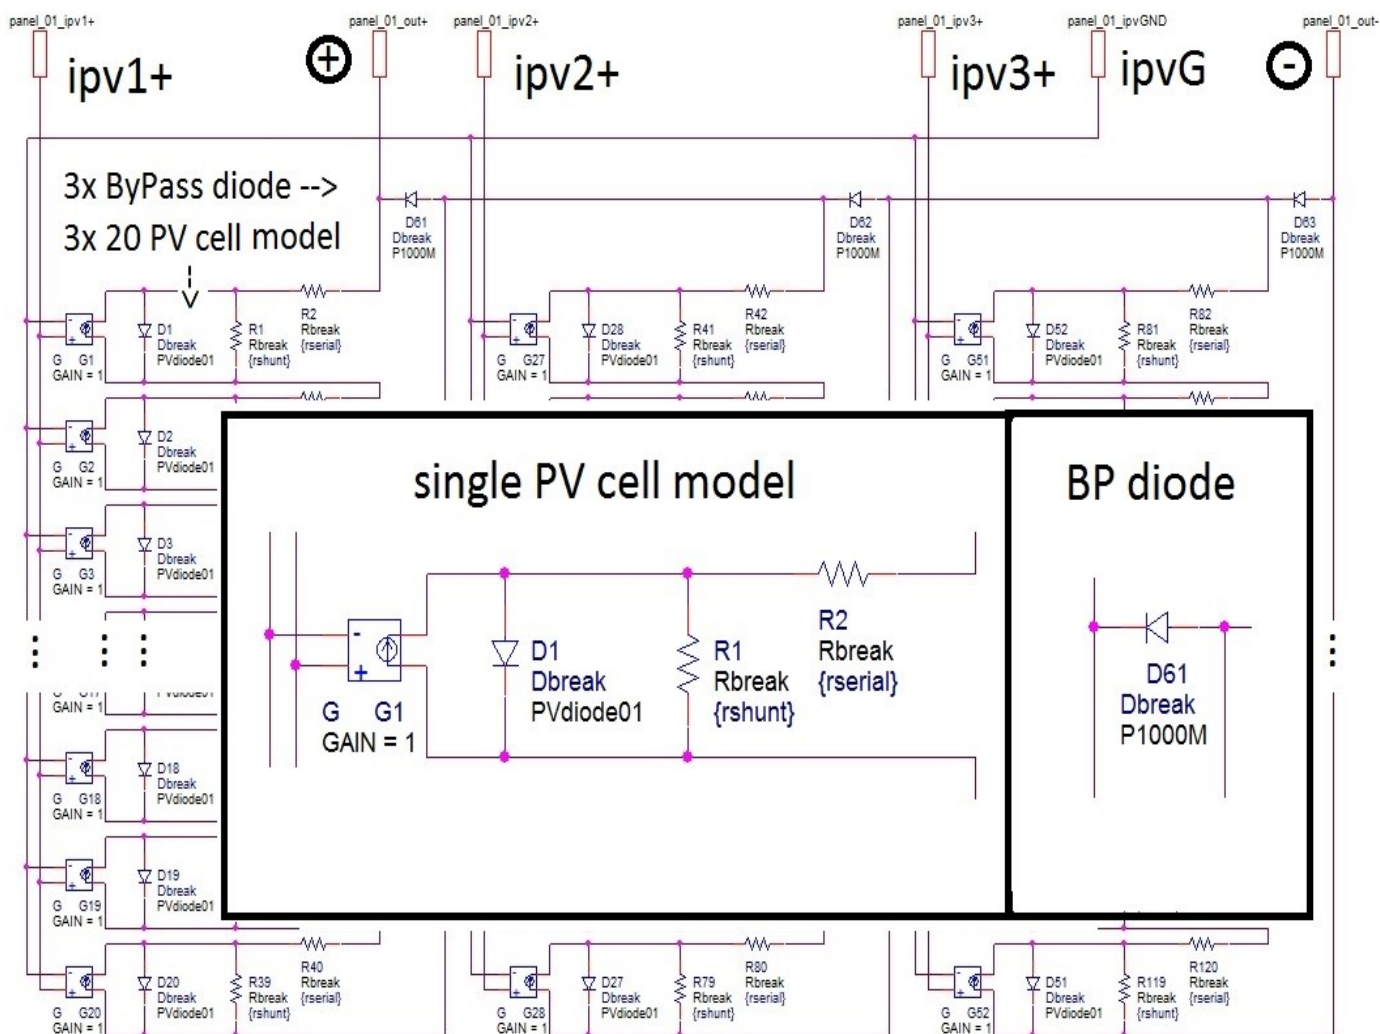 panel_01_ipv1+
panel_01_out+
panel_01_ipv2+
panel_01_ipv3+
panel_01_ipvGND
panel_01_out-
ipv1+
+
ipv2+
ipv3+
ipvG
-
3x ByPass diode -->
3x 20 PV cell model
D61
Dbreak
P1000M
D62
Dbreak
P1000M
D63
Dbreak
P1000M
G G1
GAIN = 1
D1
Dbreak
PVdiode01
R1
Rbreak
{rshunt}
R2
Rbreak
{rserial}
G G27
GAIN = 1
D28
Dbreak
PVdiode01
R41
Rbreak
{rshunt}
R42
Rbreak
{rserial}
G G51
GAIN = 1
D52
Dbreak
PVdiode01
R81
Rbreak
{rshunt}
R82
Rbreak
{rserial}
G G2
GAIN = 1
D2
Dbreak
PVdiode01
G G3
GAIN = 1
D3
Dbreak
PVdiode01
single PV cell model
- +
G G1
GAIN = 1
D1
Dbreak
PVdiode01
R1
Rbreak
{rshunt}
R2
Rbreak
{rserial}
BP diode
D61
Dbreak
P1000M
GAIN = 1
G G18
GAIN = 1
D18
Dbreak
PVdiode01
G G19
GAIN = 1
D19
Dbreak
PVdiode01
G G20
GAIN = 1
D20
Dbreak
PVdiode01
R39
Rbreak
{rshunt}
R40
Rbreak
{rserial}
G G28
GAIN = 1
D27
Dbreak
PVdiode01
R79
Rbreak
{rshunt}
R80
Rbreak
{rserial}
G G52
GAIN = 1
D51
Dbreak
PVdiode01
R119
Rbreak
{rshunt}
R120
Rbreak
{rserial}